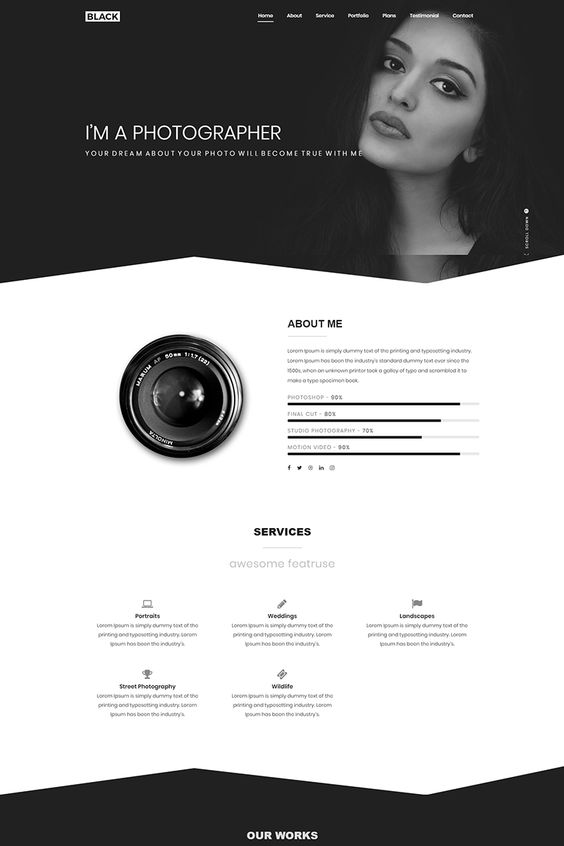 BLACK
Home About Service Portfolio Plans Testimonial Contact
I'M A PHOTOGRAPHER
YOUR DREAM ABOUT YOUR PHOTO WILL BECOME TRUE WITH ME
SCROLL DOWN
ABOUT ME
Lorem Ipsum is simply dummy text of the printing and typesetting industry.
Lorem Ipsum has been the industry's standard dummy text ever since the
1500s, when an unknown printer took a galley of type and scrambled it to
make a type specimen book.
PHOTOSHOP - 90%
FINAL CUT - 80%
STUDIO PHOTOGRAPHY - 70%
MOTION VIDEO - 90%
MAXUM AF 50mm 1:1.7 (22)
MINOLTA
SERVICES
awesome featruse
Portraits
Lorem Ipsum is simply dummy text of the
printing and typesetting industry. Lorem
Ipsum has been the industry's.
Weddings
Lorem Ipsum is simply dummy text of the
printing and typesetting industry. Lorem
Ipsum has been the industry's.
Landscapes
Lorem Ipsum is simply dummy text of the
printing and typesetting industry. Lorem
Ipsum has been the industry's.
Street Photography
Lorem Ipsum is simply dummy text of the
printing and typesetting industry. Lorem
Ipsum has been the industry's.
Wildlife
Lorem Ipsum is simply dummy text of the
printing and typesetting industry. Lorem
Ipsum has been the industry's.
OUR WORKS